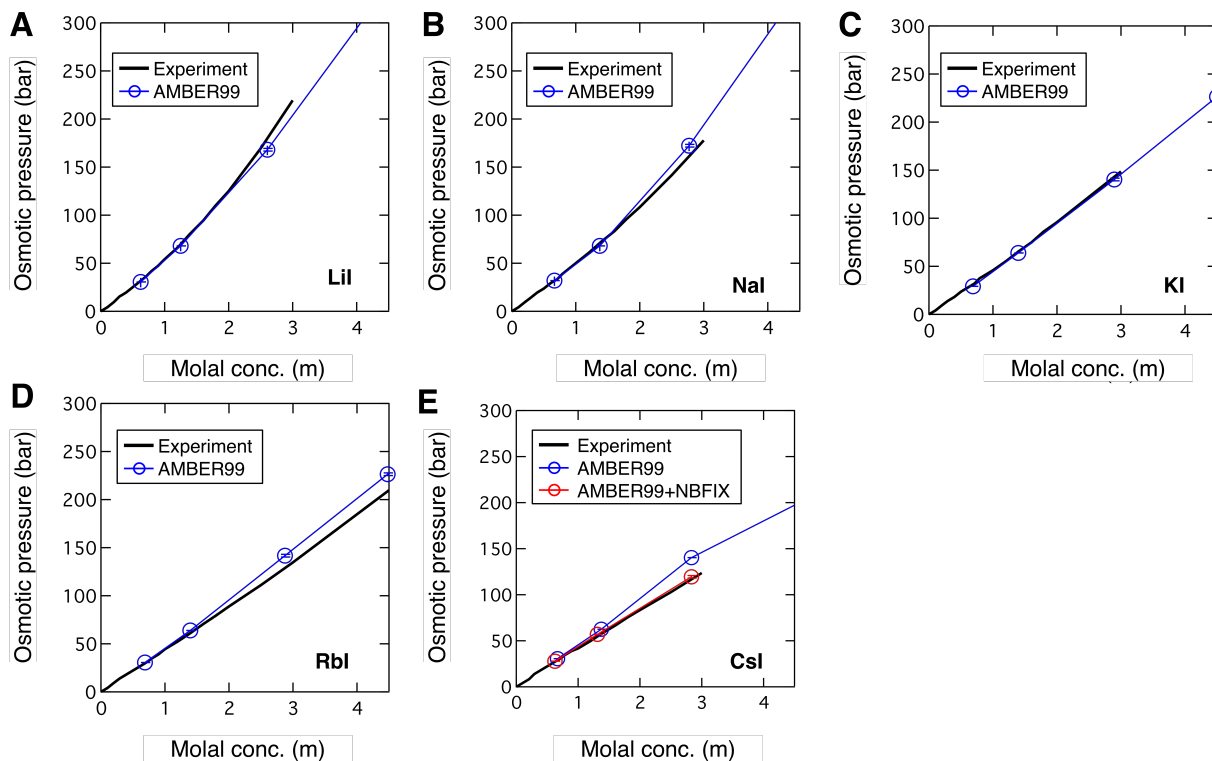 A
Osmotic pressure (bar)
300
250
200
150
100
50
0
Experiment
AMBER99
LiI
0 1 2 3 4
Molal conc. (m)
B
Osmotic pressure (bar)
300
250
200
150
100
50
0
Experiment
AMBER99
NaI
0 1 2 3 4
Molal conc. (m)
C
Osmotic pressure (bar)
300
250
200
150
100
50
0
Experiment
AMBER99
KI
0 1 2 3 4
Molal conc. (m)
D
Osmotic pressure (bar)
300
250
200
150
100
50
0
Experiment
AMBER99
RbI
0 1 2 3 4
Molal conc. (m)
E
Osmotic pressure (bar)
300
250
200
150
100
50
0
Experiment
AMBER99
AMBER99+NBFIX
CsI
0 1 2 3 4
Molal conc. (m)